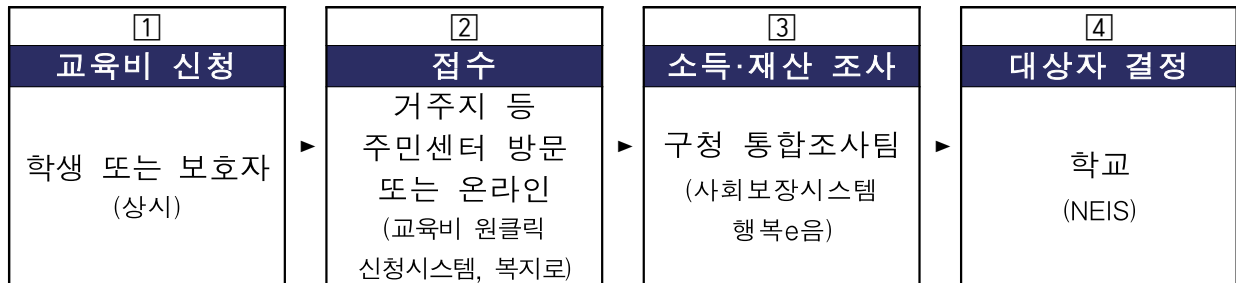 1
교육비 신청
학생 또는 보호자
(상시)
2
접수
거주지 등
주민센터 방문
또는 온라인
(교육비 원클릭
신청시스템, 복지로)
3
소득·재산 조사
구청 통합조사팀
(사회보장시스템
행복e음)
4
대상자 결정
학교
(NEIS)